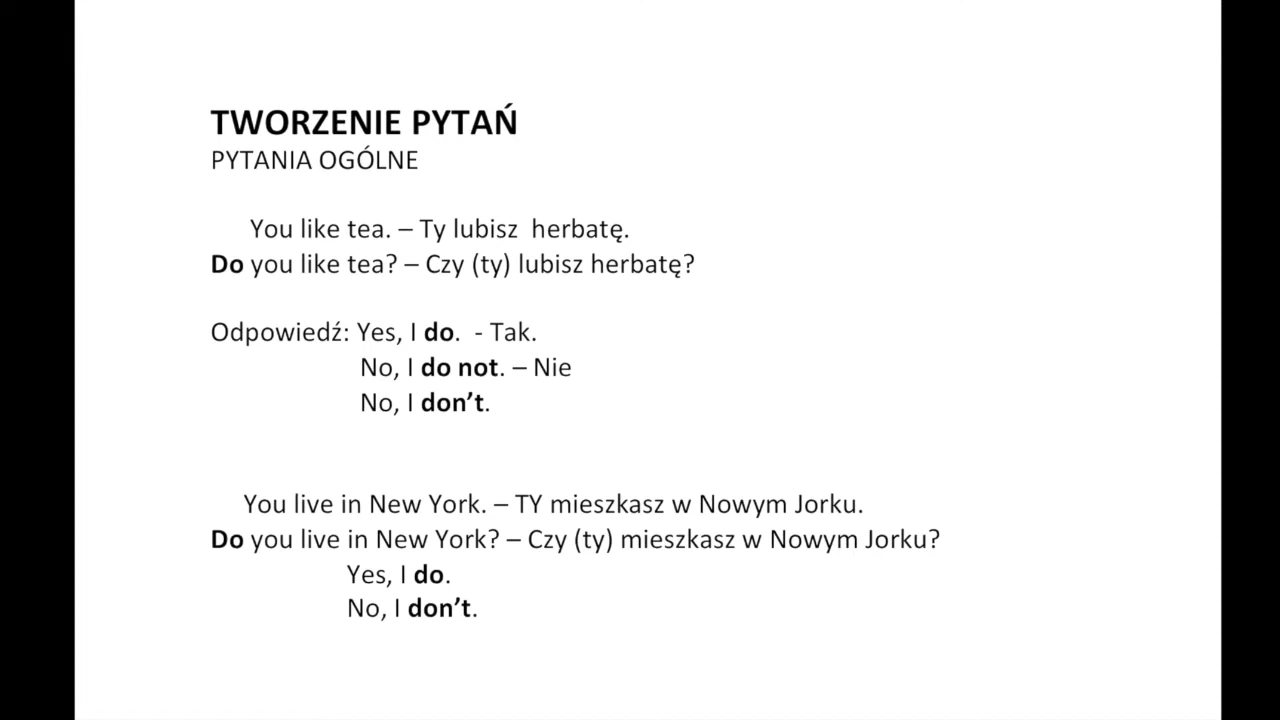 TWORZENIE PYTAŃ
PYTANIA OGÓLNE
You like tea. – Ty lubisz  herbatę.
Do you like tea? – Czy (ty) lubisz herbatę?
Odpowiedź: Yes, I do.  - Tak.
No, I do not. – Nie
No, I don’t.
You live in New York. – TY mieszkasz w Nowym Jorku.
Do you live in New York? – Czy (ty) mieszkasz w Nowym Jorku?
Yes, I do.
No, I don’t.